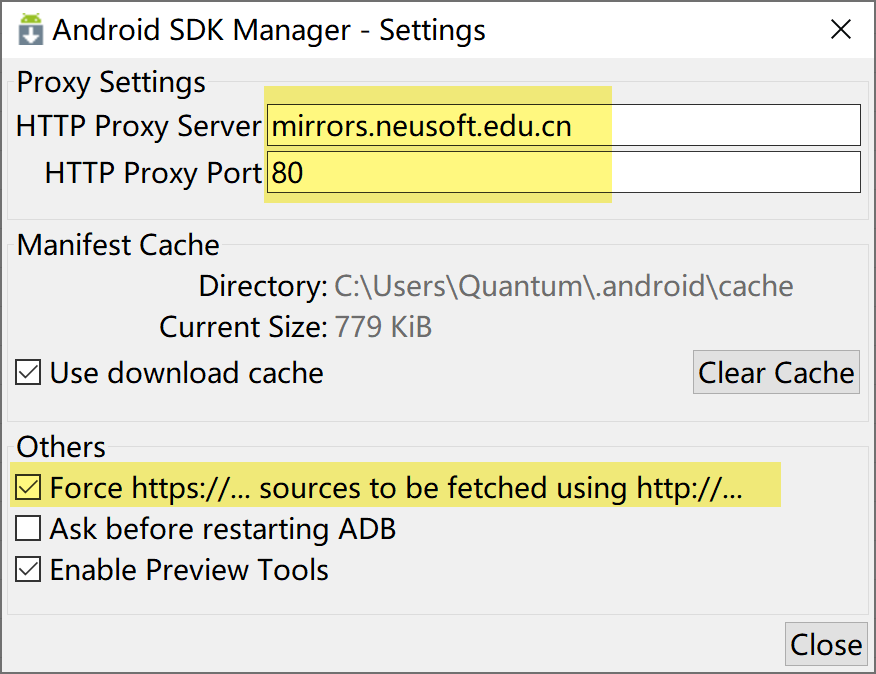 Android SDK Manager - Settings
Proxy Settings
HTTP Proxy Server mirrors.neusoft.edu.cn
HTTP Proxy Port 80
Manifest Cache
Directory: C:\Users\Quantum\.android\cache
Current Size: 779 KiB
Use download cache Clear Cache
Others
Force https://... sources to be fetched using http://...
Ask before restarting ADB
Enable Preview Tools
Close